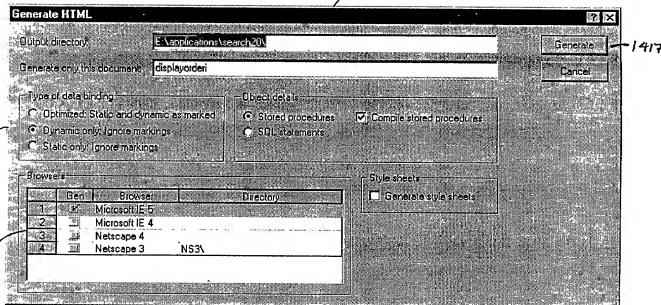 Generate HTML
Output directory: E:\applications\search20\ Generate 1417
Generate only this document: displayorderi Cancel
Type of data binding Object details
Optimized: Static and dynamic as marked Stored procedures Compile stored procedures
Dynamic only: Ignore markings SQL statements
Static only: Ignore markings
Browsers Style sheets
Gen Browser Directory Generate style sheets
1 Microsoft IE 5
2 Microsoft IE 4
3 Netscape 4
4 Netscape 3 NS3\